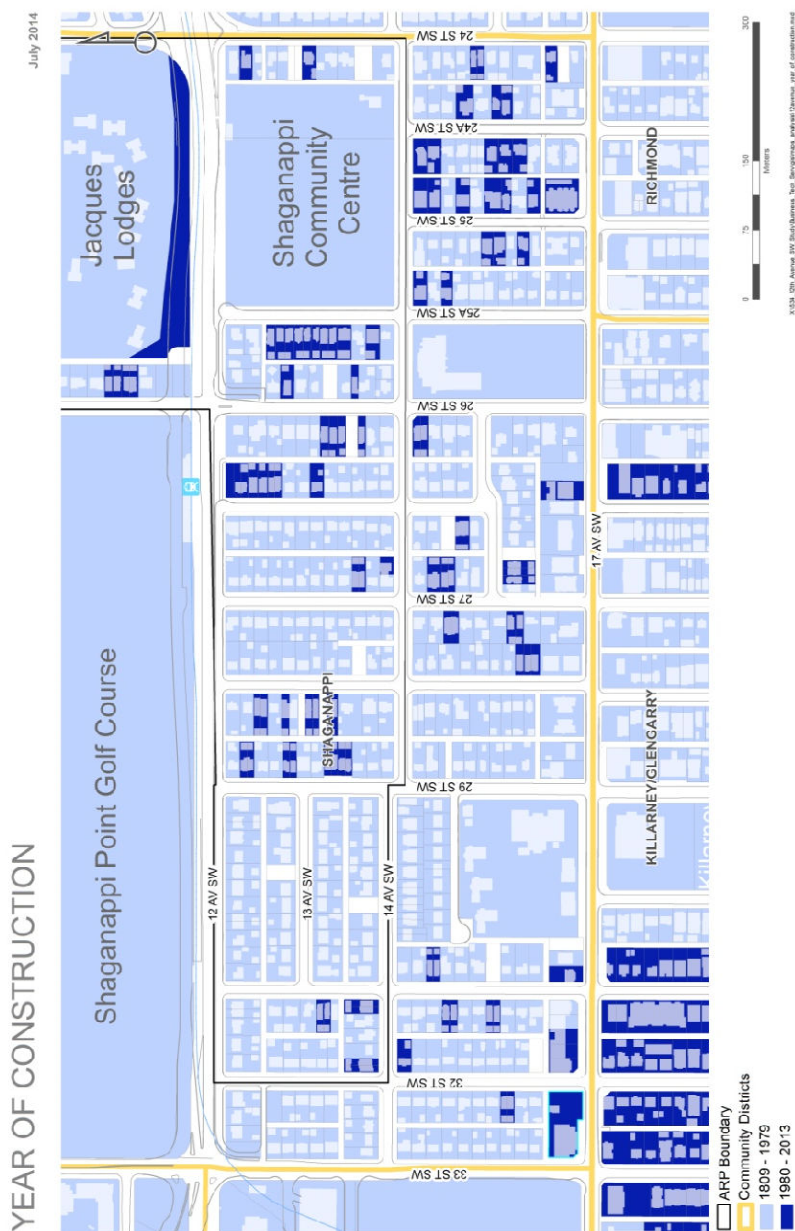 YEAR OF CONSTRUCTION
July 2014
Shaganappi Point Golf Course
Jacques
Lodges
Shaganappi
Community
Centre
12 AV SW
13 AV SW
14 AV SW
17 AV SW
33 ST SW
32 ST SW
29 ST SW
27 ST SW
26 ST SW
25A ST SW
25 ST SW
24A ST SW
24 ST SW
SHAGANAPPI
KILLARNEY/GLENGARRY
Killarney
RICHMOND
ARP Boundary
Community Districts
1809 - 1979
1980 - 2013
0 75 150 300
Meters